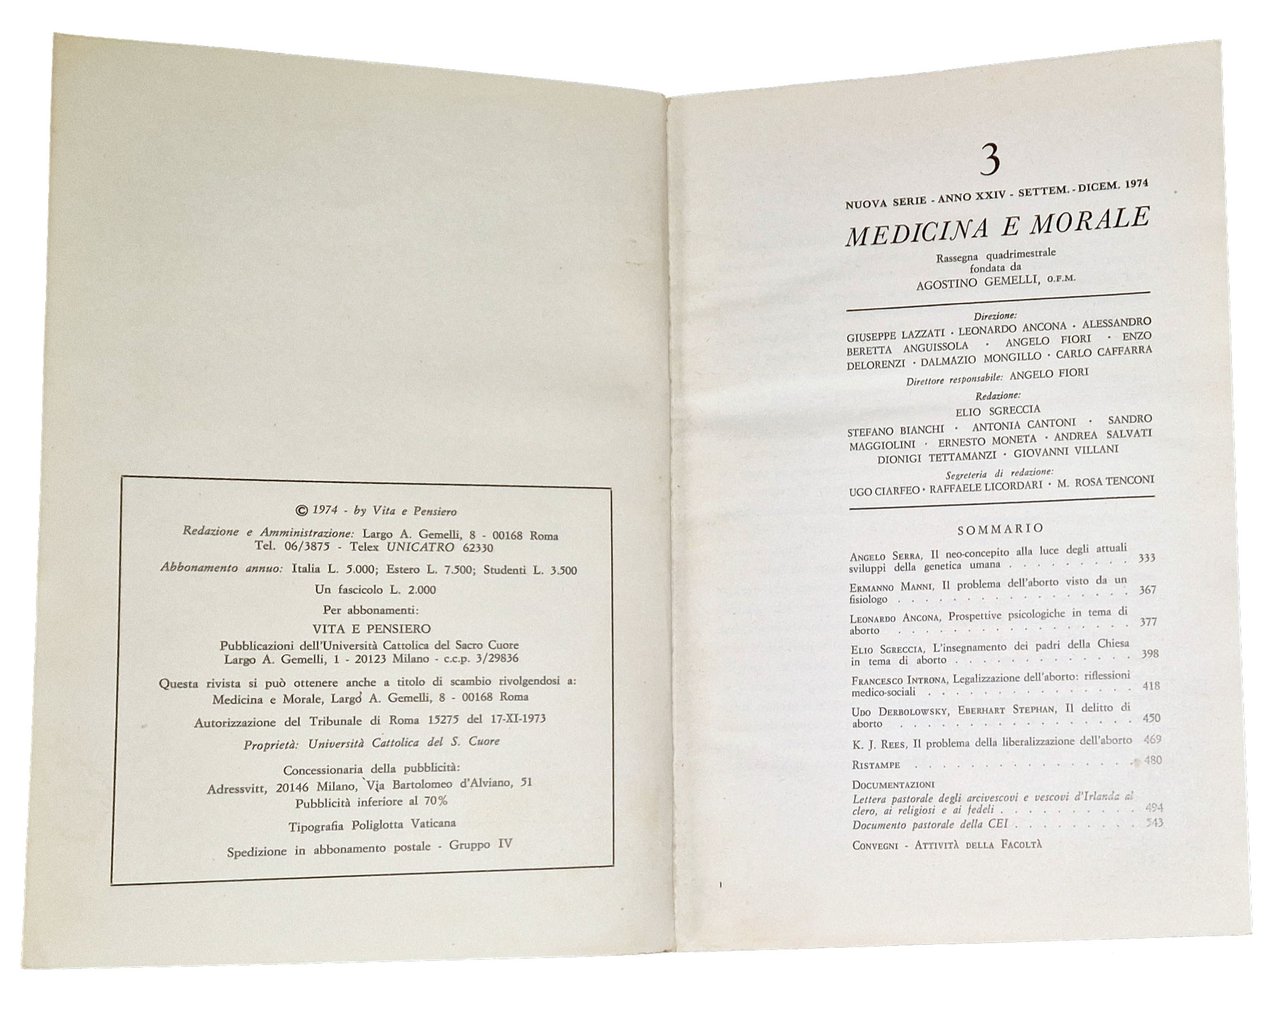 © 1974 - by Vita e Pensiero
Redazione e Amministrazione: Largo A. Gemelli, 8 - 00168 Roma
Tel. 06/3875 - Telex UNICATRO 62330
Abbonamento annuo: Italia L. 5.000; Estero L. 7.500; Studenti L. 3.500
Un fascicolo L. 2.000
Per abbonamenti:
VITA E PENSIERO
Pubblicazioni dell'Università Cattolica del Sacro Cuore
Largo A. Gemelli, 1 - 20123 Milano - c.c.p. 3/29836
Questa rivista si può ottenere anche a titolo di scambio rivolgendosi a:
Medicina e Morale, Largo A. Gemelli, 8 - 00168 Roma
Autorizzazione del Tribunale di Roma 15275 del 17-XI-1973
Proprietà: Università Cattolica del S. Cuore
Concessionaria della pubblicità:
Adressvitt, 20146 Milano, Via Bartolomeo d'Alviano, 51
Pubblicità inferiore al 70%
Tipografia Poliglotta Vaticana
Spedizione in abbonamento postale - Gruppo IV
3
NUOVA SERIE - ANNO XXIV - SETTEM. - DICEM. 1974
MEDICINA E MORALE
Rassegna quadrimestrale
fondata da
AGOSTINO GEMELLI, O.F.M.
Direzione:
GIUSEPPE LAZZATI · LEONARDO ANCONA · ALESSANDRO
BERETTA ANGUISSOLA · ANGELO FIORI · ENZO
DELORENZI · DALMAZIO MONGILLO · CARLO CAFFARRA
Direttore responsabile: ANGELO FIORI
Redazione:
ELIO SGRECCIA
STEFANO BIANCHI · ANTONIA CANTONI · SANDRO
MAGGIOLINI · ERNESTO MONETA · ANDREA SALVATI
DIONIGI TETTAMANZI · GIOVANNI VILLANI
Segreteria di redazione:
UGO CIARFEO · RAFFAELE LICORDARI · M. ROSA TENCONI
SOMMARIO
ANGELO SERRA, Il neo-concepito alla luce degli attuali
sviluppi della genetica umana . . . . . . . . . 333
ERMANNO MANNI, Il problema dell'aborto visto da un
fisiologo . . . . . . . . . . . . . . . . . 367
LEONARDO ANCONA, Prospettive psicologiche in tema di
aborto . . . . . . . . . . . . . . . . . 377
ELIO SGRECCIA, L'insegnamento dei padri della Chiesa
in tema di aborto . . . . . . . . . . . . 398
FRANCESCO INTRONA, Legalizzazione dell'aborto: riflessioni
medico-sociali . . . . . . . . . . . . . . 418
UDO DERBOLOWSKY, EBERHART STEPHAN, Il delitto di
aborto . . . . . . . . . . . . . . . . . 450
K. J. REES, Il problema della liberalizzazione dell'aborto 469
RISTAMPE . . . . . . . . . . . . . . . . 480
DOCUMENTAZIONI
Lettera pastorale degli arcivescovi e vescovi d'Irlanda al
clero, ai religiosi e ai fedeli . . . . . . . . . . 494
Documento pastorale della CEI . . . . . . . . . 543
CONVEGNI - ATTIVITÀ DELLA FACOLTÀ
1